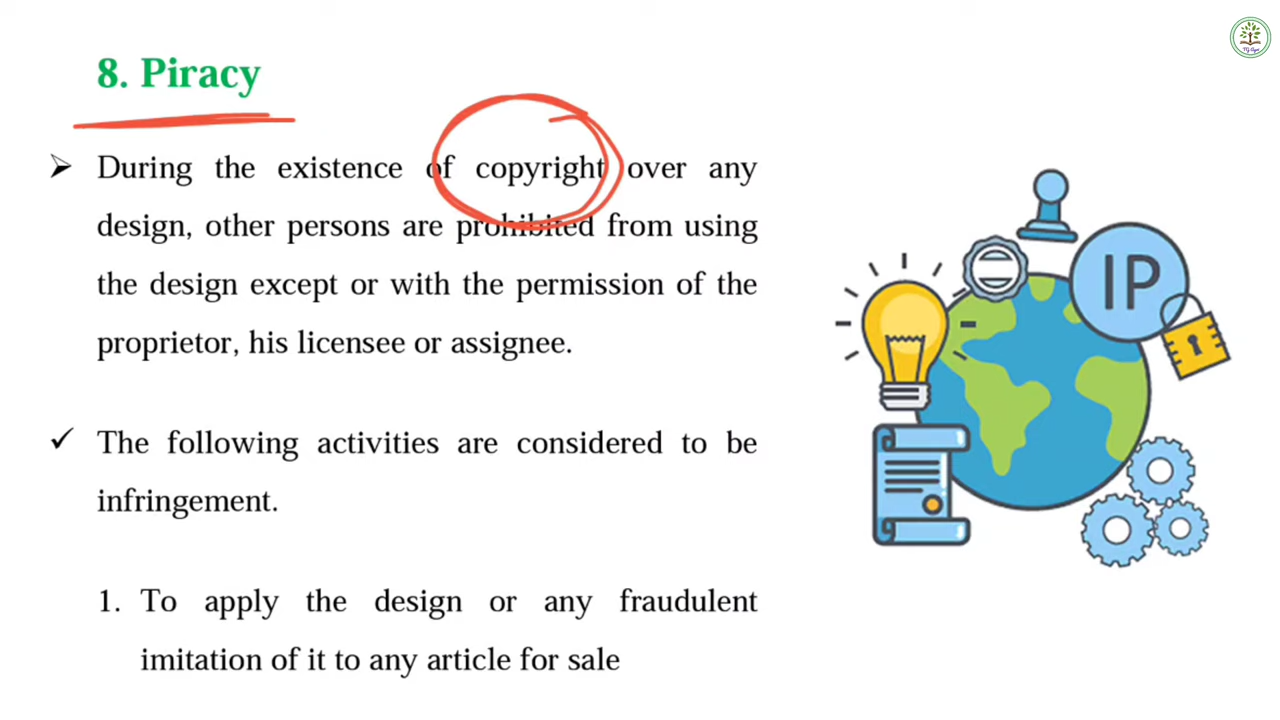 8. Piracy
➢ During the existence of copyright over any
design, other persons are prohibited from using
the design except or with the permission of the
proprietor, his licensee or assignee.
✓ The following activities are considered to be
infringement.
1. To apply the design or any fraudulent
imitation of it to any article for sale
IP